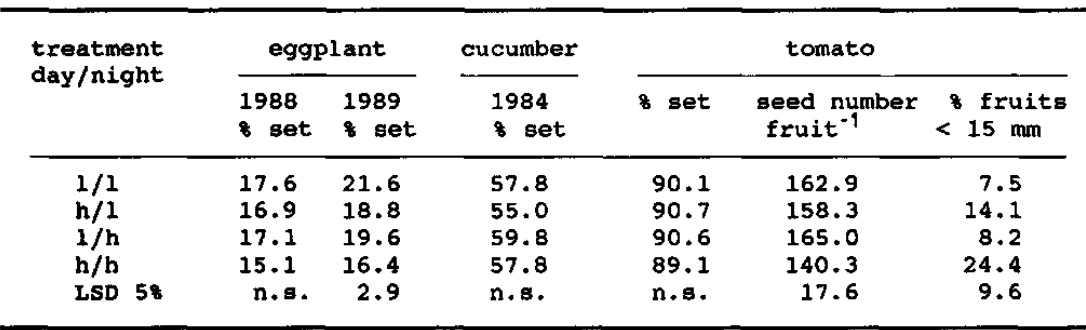 treatment eggplant cucumber tomato
day/night
1988 1989 1984 % set seed number % fruits
% set % set % set fruit⁻¹ < 15 mm
l/l 17.6 21.6 57.8 90.1 162.9 7.5
h/l 16.9 18.8 55.0 90.7 158.3 14.1
l/h 17.1 19.6 59.8 90.6 165.0 8.2
h/h 15.1 16.4 57.8 89.1 140.3 24.4
LSD 5% n.s. 2.9 n.s. n.s. 17.6 9.6